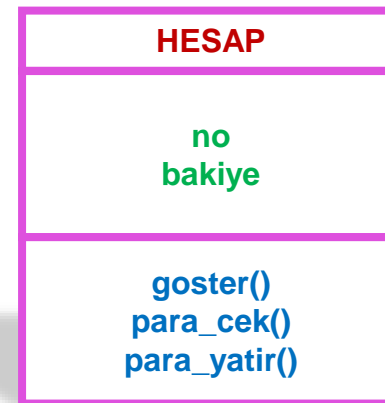 HESAP
no
bakiye
goster()
para_cek()
para_yatir()